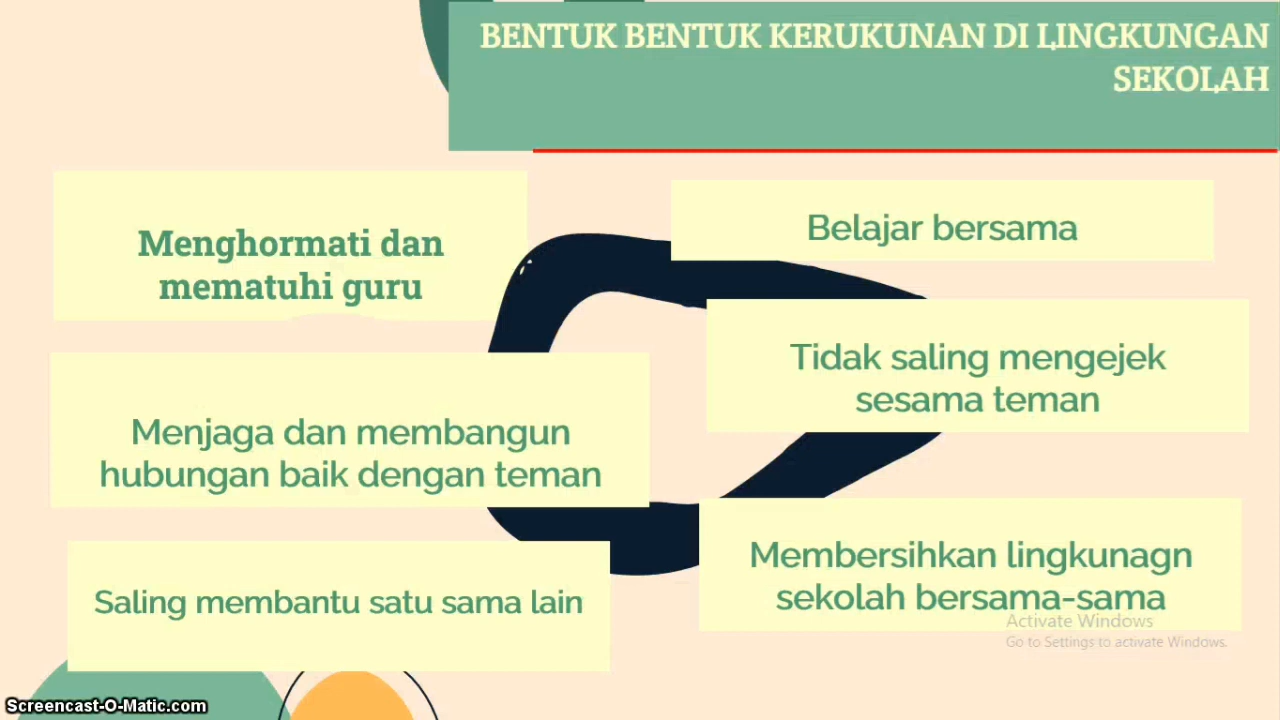 BENTUK BENTUK KERUKUNAN DI LINGKUNGAN
SEKOLAH
Menghormati dan
mematuhi guru
Menjaga dan membangun
hubungan baik dengan teman
Saling membantu satu sama lain
Belajar bersama
Tidak saling mengejek
sesama teman
Membersihkan lingkunagn
sekolah bersama-sama
Activate Windows
Go to Settings to activate Windows.
Screencast-O-Matic.com